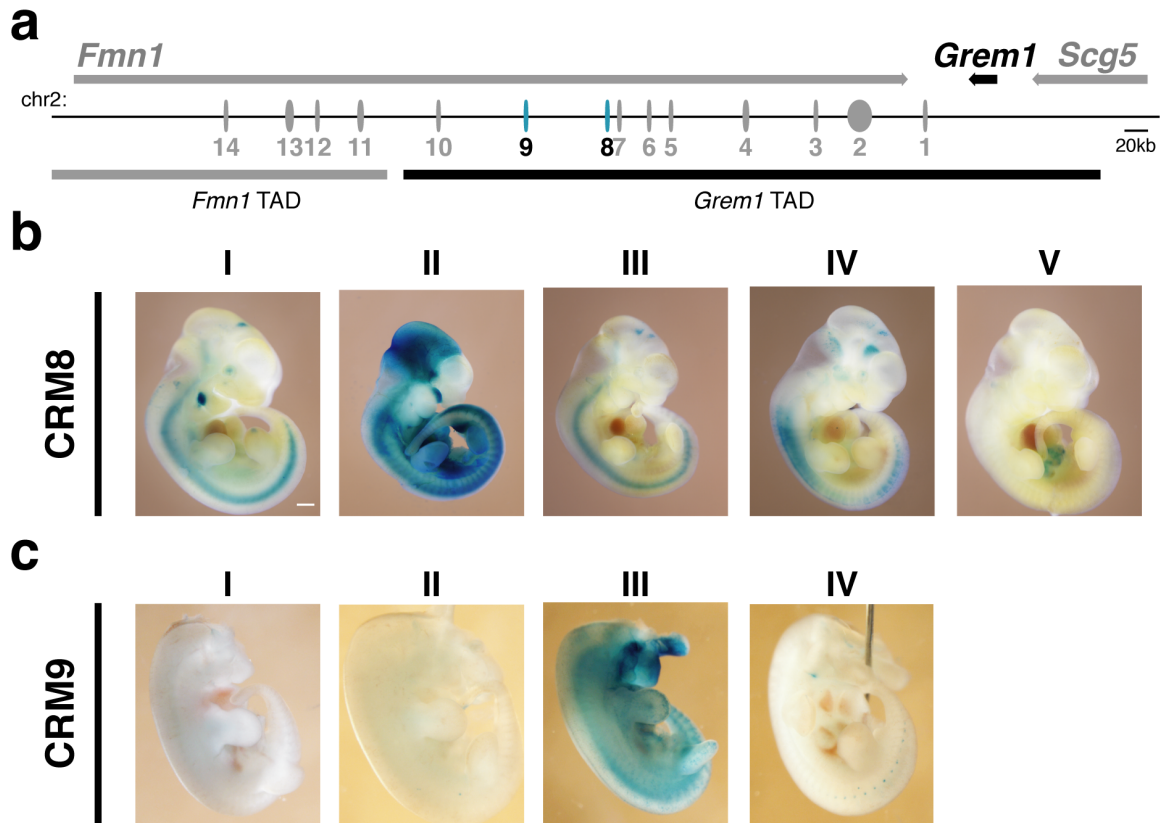 a
Fmn1 Grem1 Scg5
chr2:
14 13 12 11 10 9 8 7 6 5 4 3 2 1
20kb
Fmn1 TAD Grem1 TAD
b
I II III IV V
CRM8
c
I II III IV
CRM9